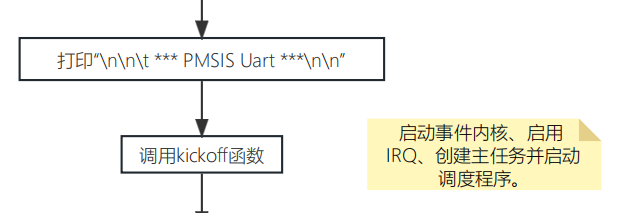 打印“\n\n\t *** PMSIS Uart ***\n\n”
调用kickoff函数
启动事件内核、启用
IRQ、创建主任务并启动
调度程序。